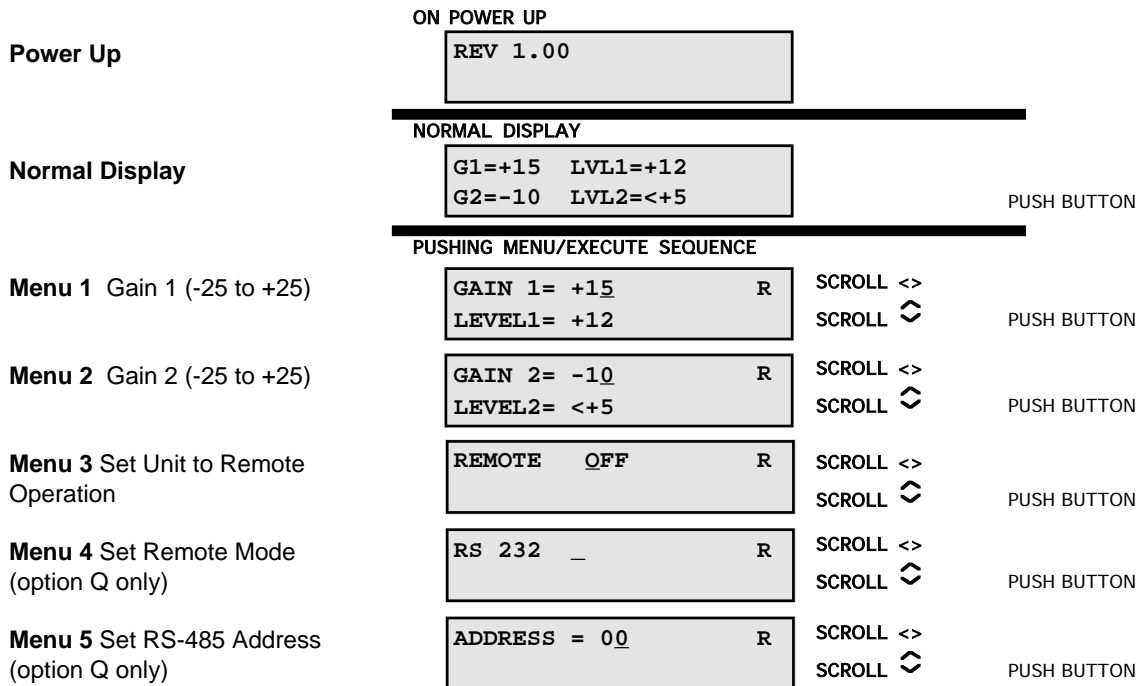 ON POWER UP
Power Up
REV 1.00
NORMAL DISPLAY
Normal Display
G1=+15 LVL1=+12
G2=-10 LVL2=<+5
PUSH BUTTON
PUSHING MENU/EXECUTE SEQUENCE
Menu 1 Gain 1 (-25 to +25)
GAIN 1= +15 R
LEVEL1= +12
SCROLL <>
SCROLL
PUSH BUTTON
Menu 2 Gain 2 (-25 to +25)
GAIN 2= -10 R
LEVEL2= <+5
SCROLL <>
SCROLL
PUSH BUTTON
Menu 3 Set Unit to Remote
Operation
REMOTE OFF R
SCROLL <>
SCROLL
PUSH BUTTON
Menu 4 Set Remote Mode
(option Q only)
RS 232 _ R
SCROLL <>
SCROLL
PUSH BUTTON
Menu 5 Set RS-485 Address
(option Q only)
ADDRESS = 00 R
SCROLL <>
SCROLL
PUSH BUTTON